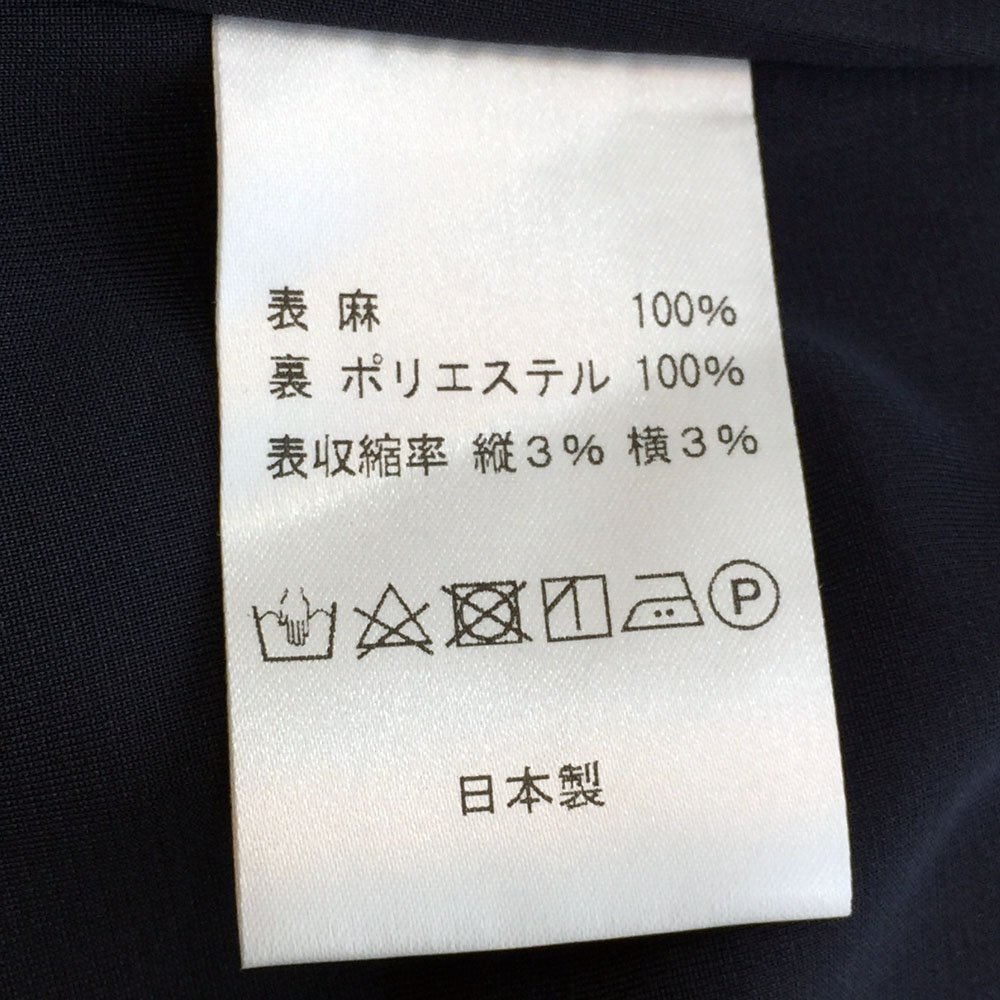 表 麻 100%
裏 ポリエステル 100%
表収縮率 縦3% 横3%
P
日本製